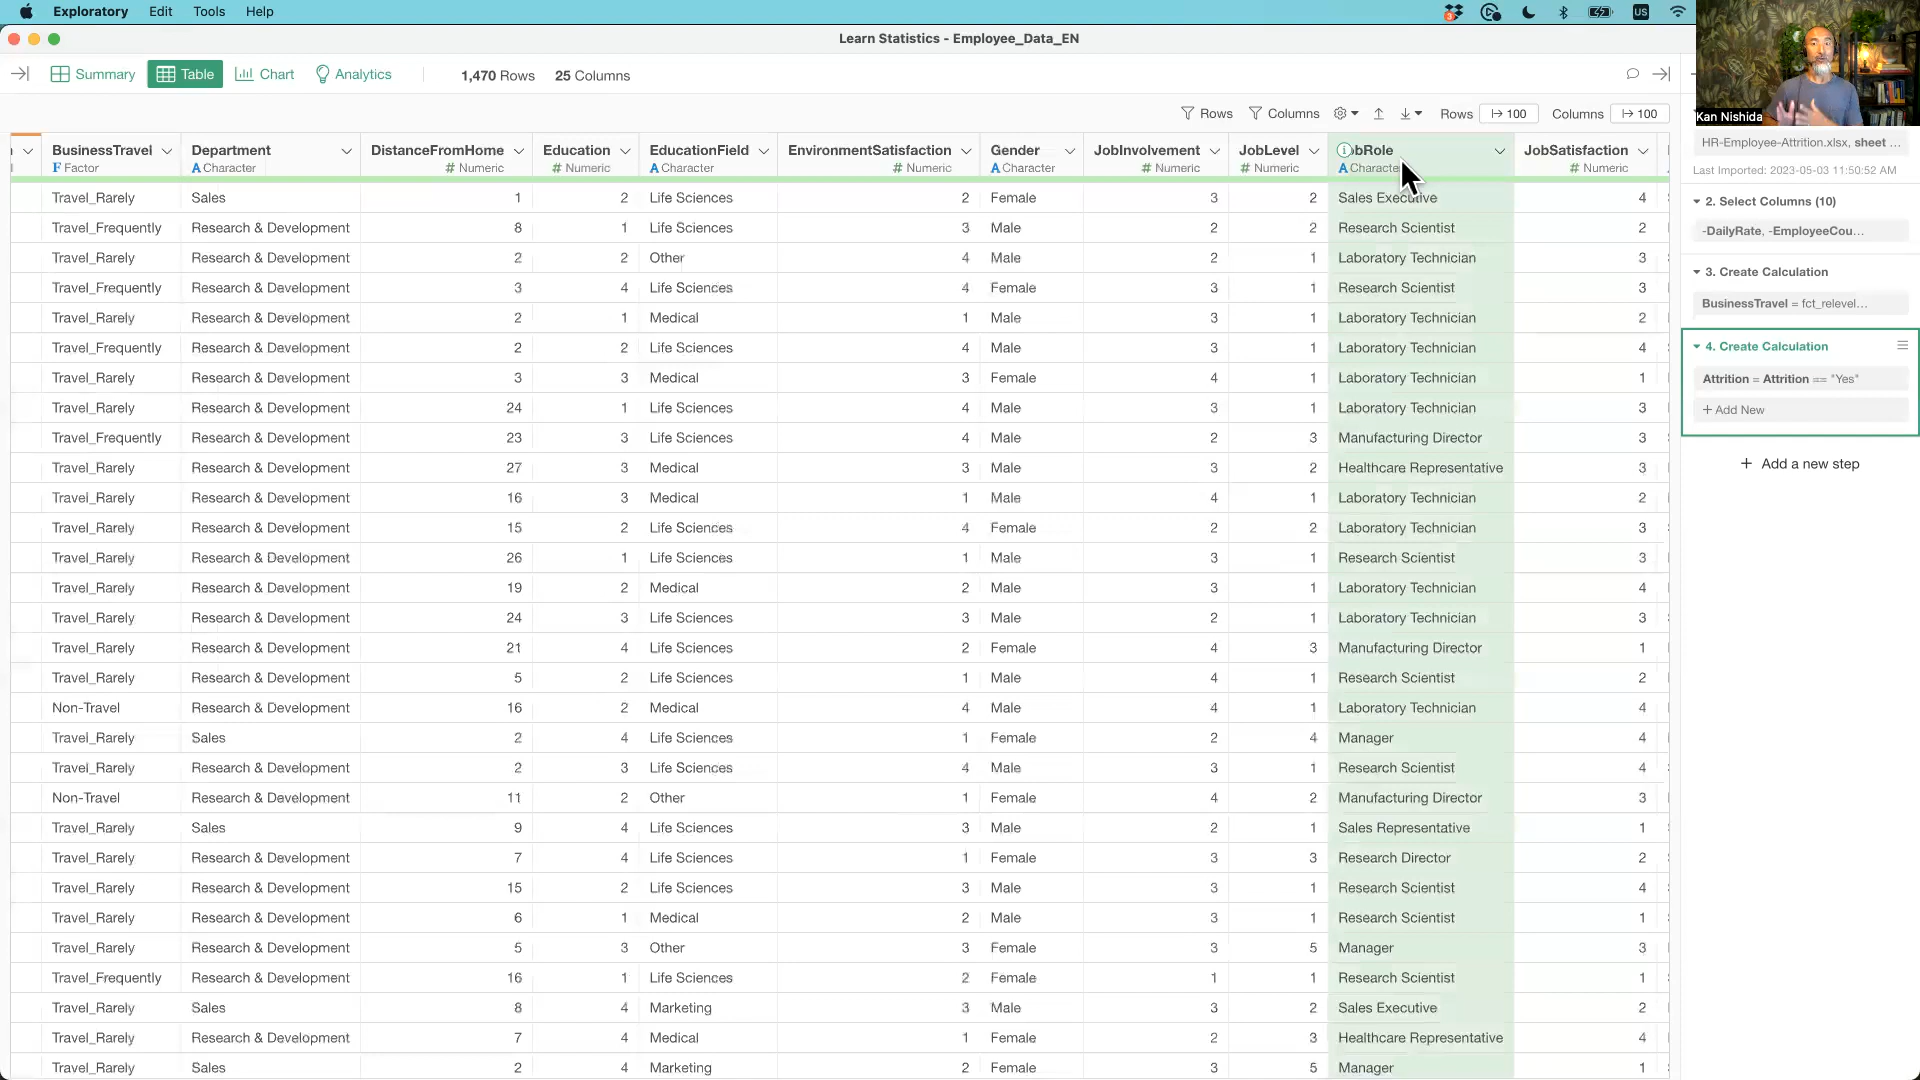 Exploratory Edit Tools Help
3 US
Learn Statistics - Employee_Data_EN
Summary Table Chart Analytics 1,470 Rows 25 Columns
Kan Nishida
Rows Columns Rows 100 Columns 100
HR-Employee-Attrition.xlsx, sheet ...
Last Imported: 2023-05-03 11:50:52 AM
2. Select Columns (10)
-DailyRate, -EmployeeCou...
3. Create Calculation
BusinessTravel = fct_relevel...
4. Create Calculation
Attrition = Attrition == "Yes"
+ Add New
+ Add a new step
BusinessTravel Department DistanceFromHome Education EducationField EnvironmentSatisfaction Gender JobInvolvement JobLevel bRole JobSatisfaction
F Factor A Character # Numeric # Numeric A Character # Numeric A Character # Numeric # Numeric A Characte # Numeric
Travel_Rarely Sales 1 2 Life Sciences 2 Female 3 2 Sales Executive 4
Travel_Frequently Research & Development 8 1 Life Sciences 3 Male 2 2 Research Scientist 2
Travel_Rarely Research & Development 2 2 Other 4 Male 2 1 Laboratory Technician 3
Travel_Frequently Research & Development 3 4 Life Sciences 4 Female 3 1 Research Scientist 3
Travel_Rarely Research & Development 2 1 Medical 1 Male 3 1 Laboratory Technician 2
Travel_Frequently Research & Development 2 2 Life Sciences 4 Male 3 1 Laboratory Technician 4
Travel_Rarely Research & Development 3 3 Medical 3 Female 4 1 Laboratory Technician 1
Travel_Rarely Research & Development 24 1 Life Sciences 4 Male 3 1 Laboratory Technician 3
Travel_Frequently Research & Development 23 3 Life Sciences 4 Male 2 3 Manufacturing Director 3
Travel_Rarely Research & Development 27 3 Medical 3 Male 3 2 Healthcare Representative 3
Travel_Rarely Research & Development 16 3 Medical 1 Male 4 1 Laboratory Technician 2
Travel_Rarely Research & Development 15 2 Life Sciences 4 Female 2 2 Laboratory Technician 3
Travel_Rarely Research & Development 26 1 Life Sciences 1 Male 3 1 Research Scientist 3
Travel_Rarely Research & Development 19 2 Medical 2 Male 3 1 Laboratory Technician 4
Travel_Rarely Research & Development 24 3 Life Sciences 3 Male 2 1 Laboratory Technician 3
Travel_Rarely Research & Development 21 4 Life Sciences 2 Female 4 3 Manufacturing Director 1
Travel_Rarely Research & Development 5 2 Life Sciences 1 Male 4 1 Research Scientist 2
Non-Travel Research & Development 16 2 Medical 4 Male 4 1 Laboratory Technician 4
Travel_Rarely Sales 2 4 Life Sciences 1 Female 2 4 Manager 4
Travel_Rarely Research & Development 2 3 Life Sciences 4 Male 3 1 Research Scientist 4
Non-Travel Research & Development 11 2 Other 1 Female 4 2 Manufacturing Director 3
Travel_Rarely Sales 9 4 Life Sciences 3 Male 2 1 Sales Representative 1
Travel_Rarely Research & Development 7 4 Life Sciences 1 Female 3 3 Research Director 2
Travel_Rarely Research & Development 15 2 Life Sciences 3 Male 3 1 Research Scientist 4
Travel_Rarely Research & Development 6 1 Medical 2 Male 3 1 Research Scientist 1
Travel_Rarely Research & Development 5 3 Other 3 Female 3 5 Manager 3
Travel_Frequently Research & Development 16 1 Life Sciences 2 Female 1 1 Research Scientist 1
Travel_Rarely Sales 8 4 Marketing 3 Male 3 2 Sales Executive 2
Travel_Rarely Research & Development 7 4 Medical 1 Female 2 3 Healthcare Representative 4
Travel_Rarely Sales 2 4 Marketing 2 Female 3 5 Manager 1